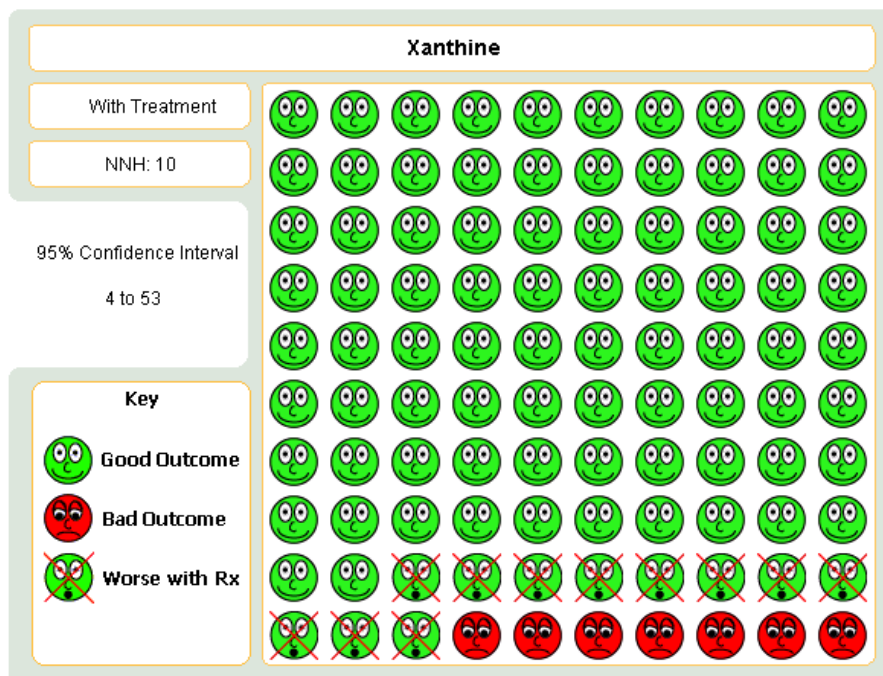 Xanthine
With Treatment
NNH: 10
95% Confidence Interval
4 to 53
Key
Good Outcome
Bad Outcome
Worse with Rx